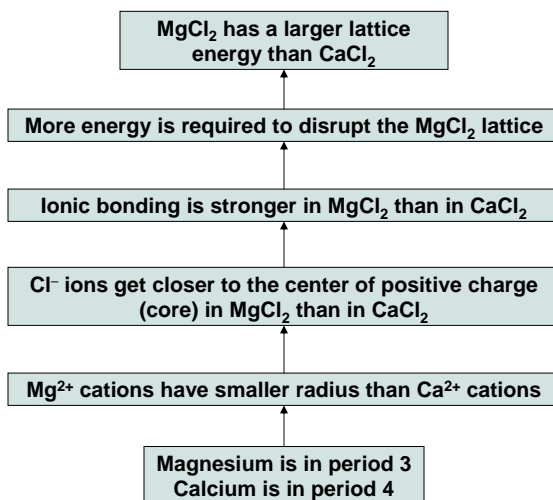 MgCl₂ has a larger lattice
energy than CaCl₂
More energy is required to disrupt the MgCl₂ lattice
Ionic bonding is stronger in MgCl₂ than in CaCl₂
Cl⁻ ions get closer to the center of positive charge
(core) in MgCl₂ than in CaCl₂
Mg²⁺ cations have smaller radius than Ca²⁺ cations
Magnesium is in period 3
Calcium is in period 4